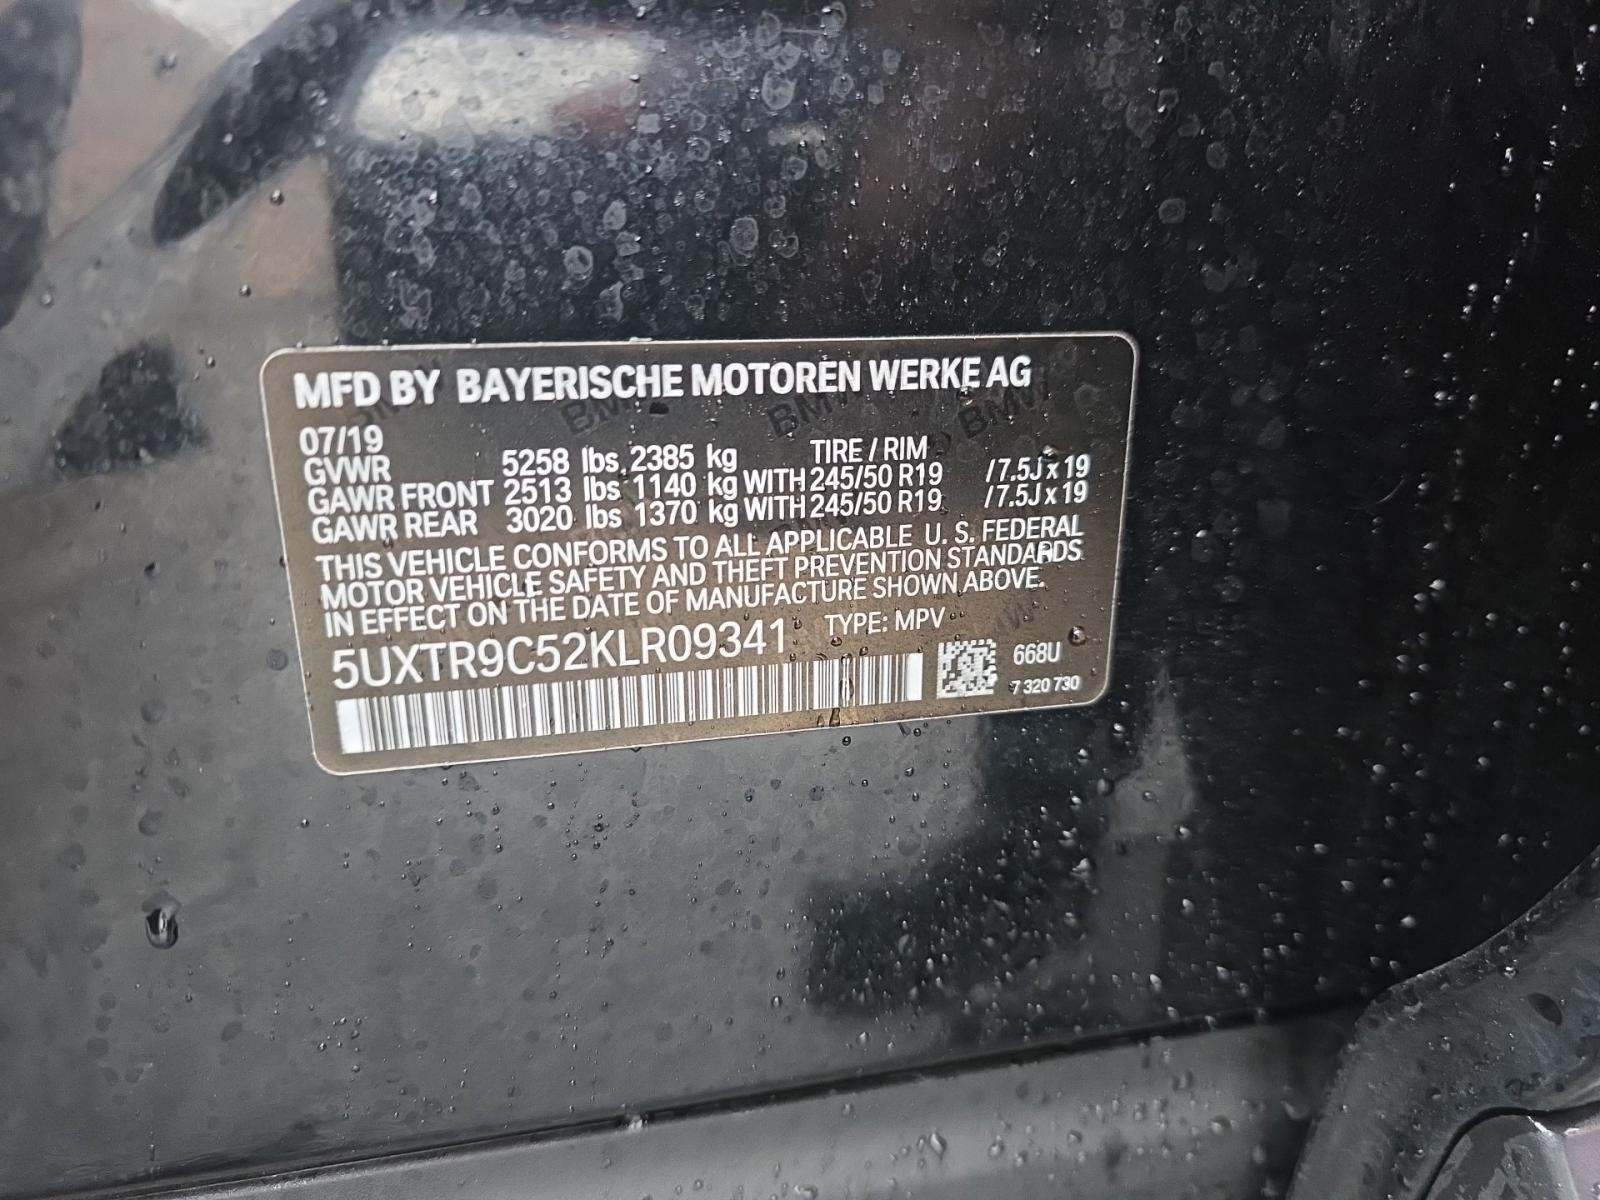 MFD BY BAYERISCHE MOTOREN WERKE AG
07/19
TIRE / RIM
GVWR 5258 lbs 2385 kg
GAWR FRONT 2513 lbs 1140 kg WITH 245/50 R19 /7.5J x 19
GAWR REAR 3020 lbs 1370 kg WITH 245/50 R19 /7.5J x 19
THIS VEHICLE CONFORMS TO ALL APPLICABLE U. S. FEDERAL
MOTOR VEHICLE SAFETY AND THEFT PREVENTION STANDARDS
IN EFFECT ON THE DATE OF MANUFACTURE SHOWN ABOVE.
5UXTR9C52KLR09341 TYPE: MPV
668U
7 320 730